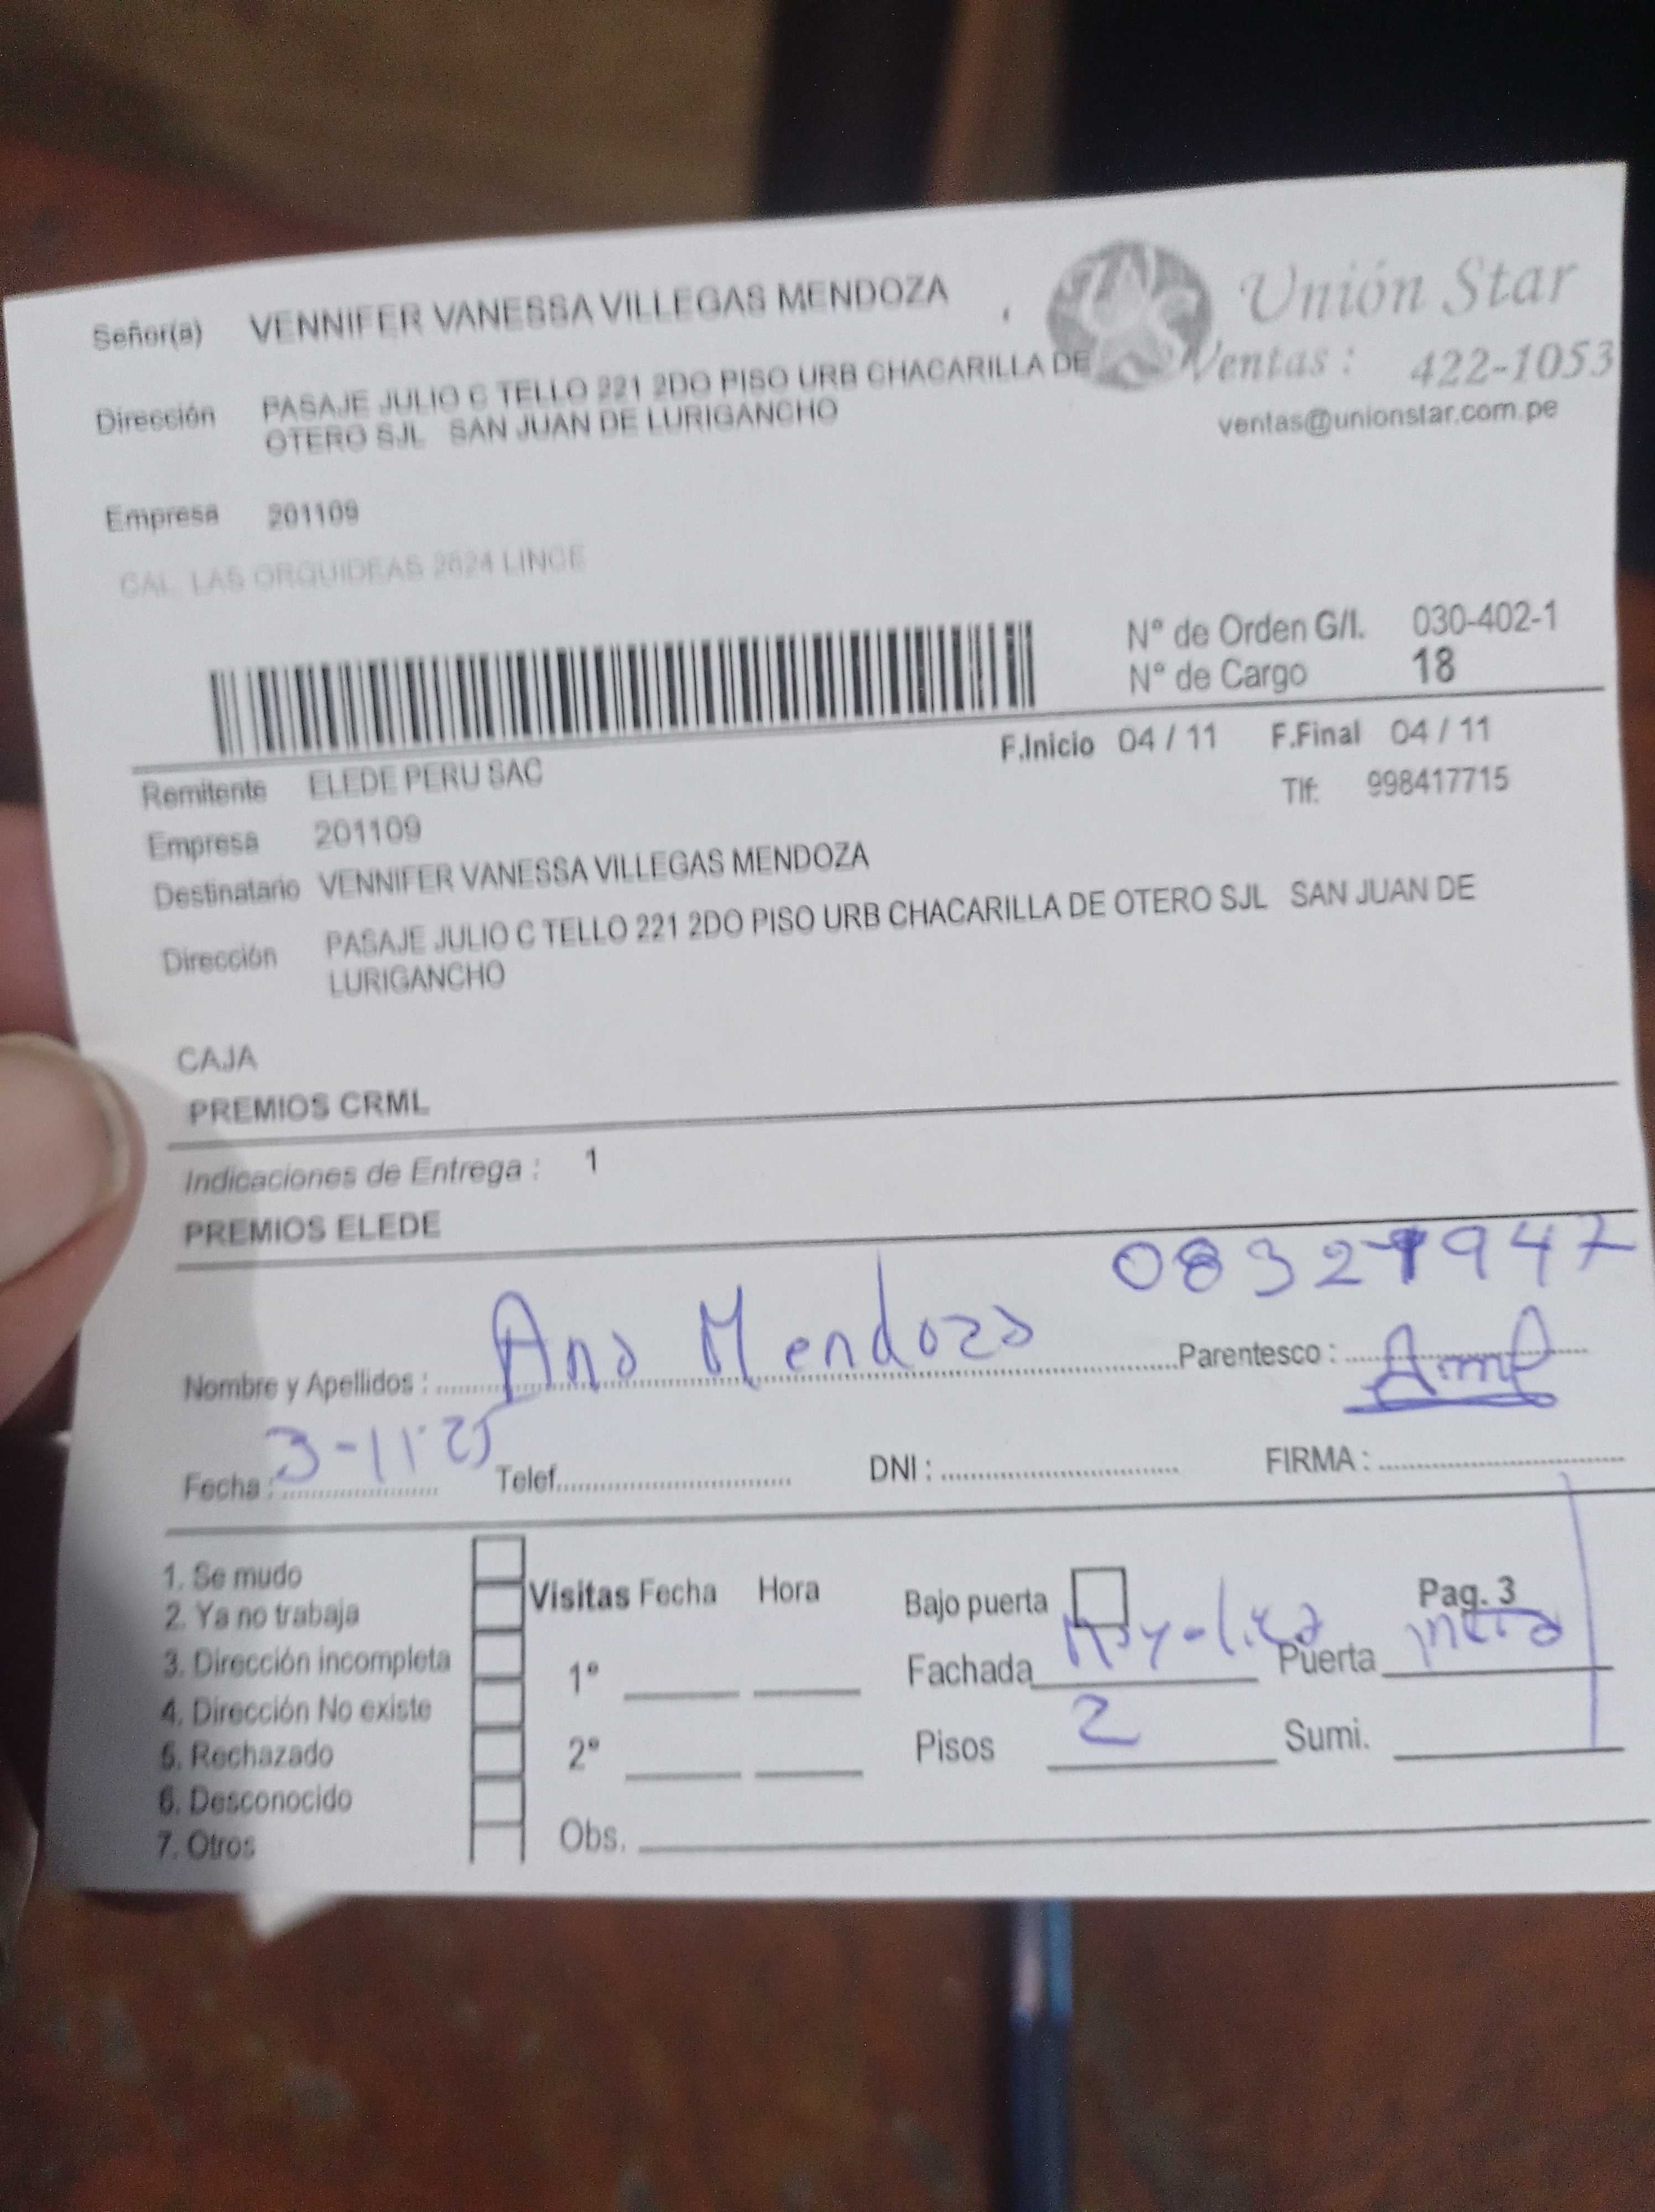 Señor(a) VENNIFER VANESSA VILLEGAS MENDOZA
Unión Star
Ventas : 422-1053
ventas@unionstar.com.pe
Dirección PASAJE JULIO C TELLO 221 2DO PISO URB CHACARILLA DE
OTERO SJL SAN JUAN DE LURIGANCHO
Empresa 201109
CAL LAS ORQUIDEAS 2624 LINCE
N° de Orden G/I. 030-402-1
N° de Cargo 18
F.Inicio 04 / 11 F.Final 04 / 11
Remitente ELEDE PERU SAC
Tlf: 998417715
Empresa 201109
Destinatario VENNIFER VANESSA VILLEGAS MENDOZA
Dirección PASAJE JULIO C TELLO 221 2DO PISO URB CHACARILLA DE OTERO SJL SAN JUAN DE
LURIGANCHO
CAJA
PREMIOS CRML
Indicaciones de Entrega : 1
PREMIOS ELEDE
Nombre y Apellidos : Ana Mendoza Parentesco :
Fecha : 3-11-25 Telef. DNI : FIRMA :
1. Se mudo
2. Ya no trabaja
3. Dirección incompleta
4. Dirección No existe
5. Rechazado
6. Desconocido
7. Otros
Visitas Fecha Hora
1°
2°
Obs.
Bajo puerta
Pag. 3
Fachada Puerta
Pisos 2 Sumi.